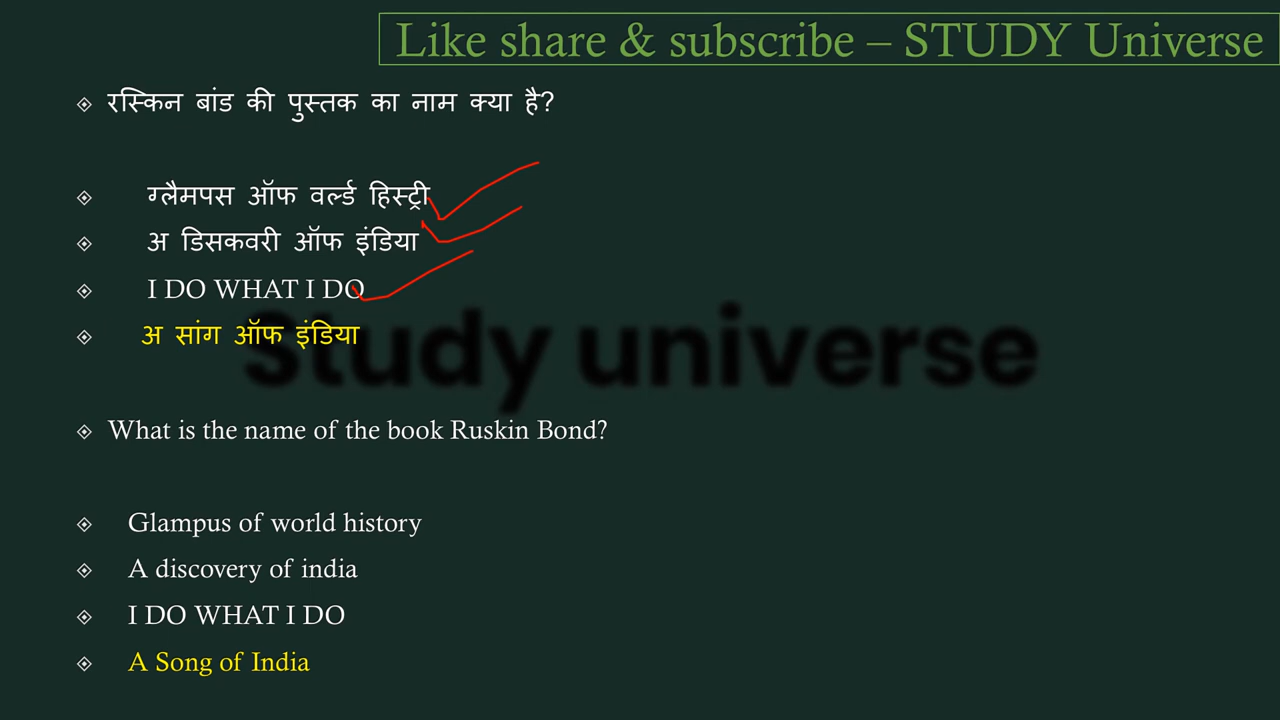 Like share & subscribe – STUDY Universe
रस्किन बांड की पुस्तक का नाम क्या है?
ग्लैमपस ऑफ वर्ल्ड हिस्ट्री
अ डिसकवरी ऑफ इंडिया
I DO WHAT I DO
अ सांग ऑफ इंडिया
Study universe
What is the name of the book Ruskin Bond?
Glampus of world history
A discovery of india
I DO WHAT I DO
A Song of India